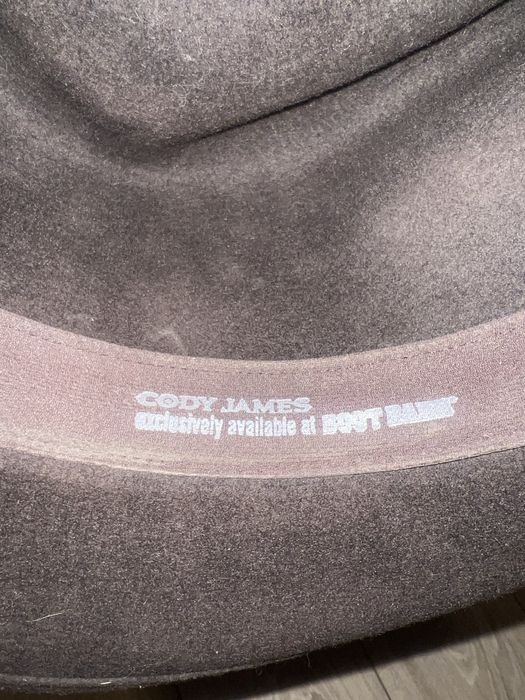 CODY JAMES
exclusively available at BOOT BARN®